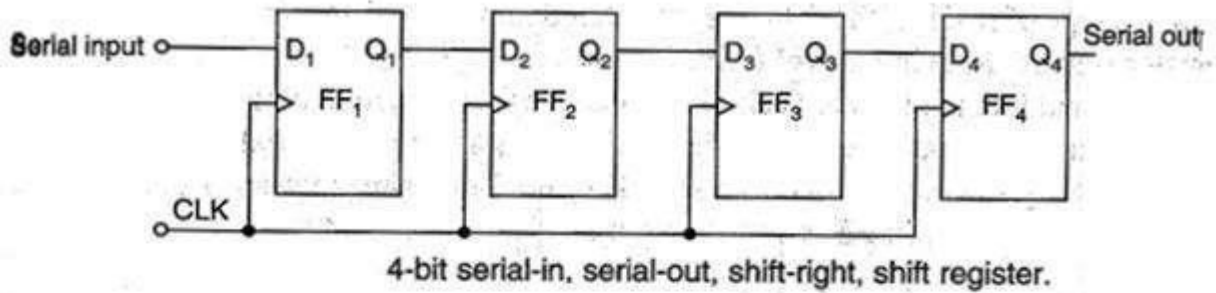 Serial input
D₁ Q₁ D₂ Q₂ D₃ Q₃ D₄ Q₄ Serial out
FF₁ FF₂ FF₃ FF₄
CLK
4-bit serial-in, serial-out, shift-right, shift register.